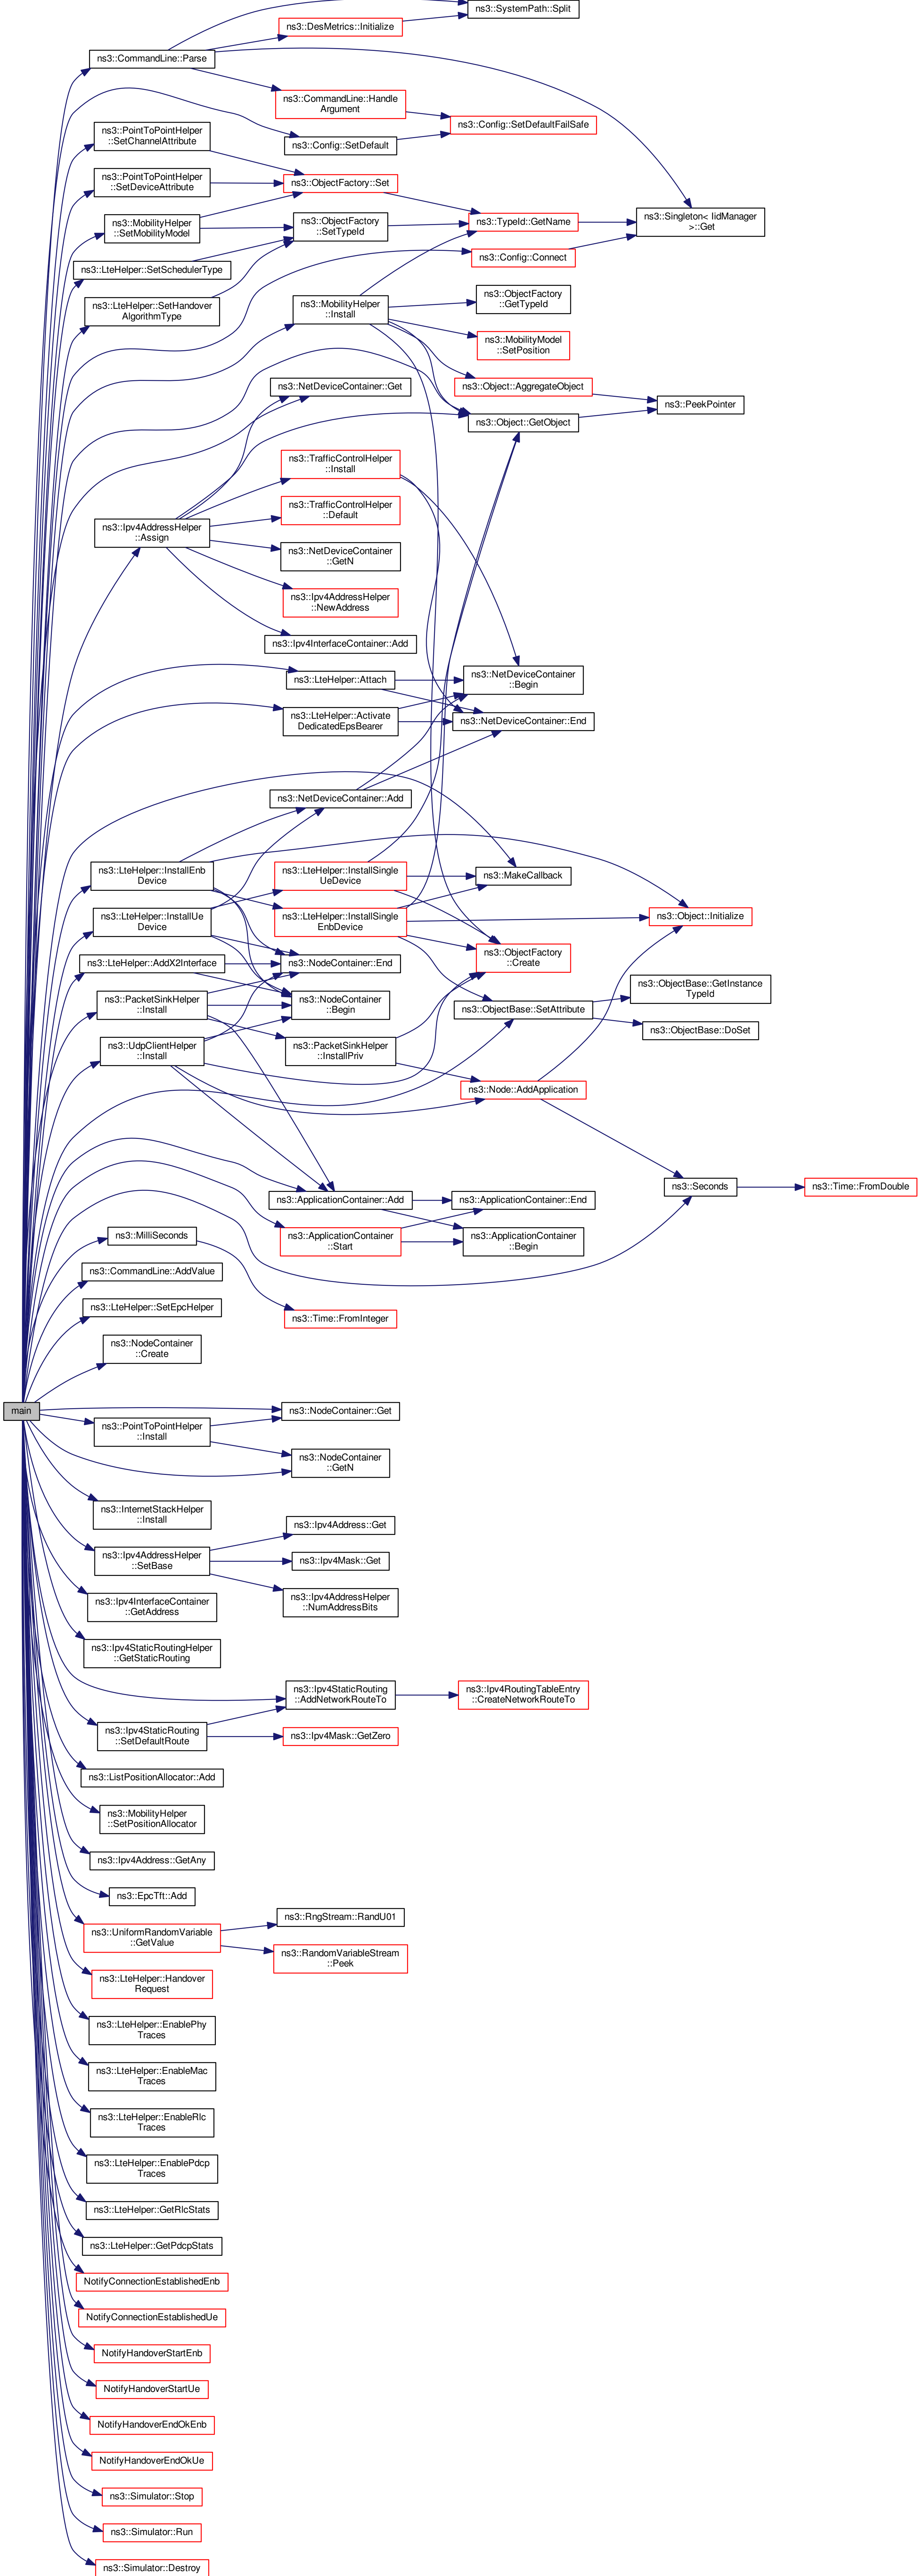 ns3::SystemPath::Split
ns3::DesMetrics::Initialize
ns3::CommandLine::Parse
ns3::CommandLine::Handle
Argument
ns3::Config::SetDefaultFailSafe
ns3::PointToPointHelper
::SetChannelAttribute
ns3::Config::SetDefault
ns3::PointToPointHelper
::SetDeviceAttribute
ns3::ObjectFactory::Set
ns3::MobilityHelper
::SetMobilityModel
ns3::ObjectFactory
::SetTypeId
ns3::TypeId::GetName
ns3::Singleton< IidManager
>::Get
ns3::LteHelper::SetSchedulerType
ns3::Config::Connect
ns3::LteHelper::SetHandover
AlgorithmType
ns3::MobilityHelper
::Install
ns3::ObjectFactory
::GetTypeId
ns3::MobilityModel
::SetPosition
ns3::NetDeviceContainer::Get
ns3::Object::AggregateObject
ns3::PeekPointer
ns3::Object::GetObject
ns3::TrafficControlHelper
::Install
ns3::TrafficControlHelper
::Default
ns3::Ipv4AddressHelper
::Assign
ns3::NetDeviceContainer
::GetN
ns3::Ipv4AddressHelper
::NewAddress
ns3::Ipv4InterfaceContainer::Add
ns3::LteHelper::Attach
ns3::NetDeviceContainer
::Begin
ns3::LteHelper::Activate
DedicatedEpsBearer
ns3::NetDeviceContainer::End
ns3::NetDeviceContainer::Add
ns3::LteHelper::InstallEnb
Device
ns3::LteHelper::InstallSingle
UeDevice
ns3::MakeCallback
ns3::LteHelper::InstallUe
Device
ns3::LteHelper::InstallSingle
EnbDevice
ns3::Object::Initialize
ns3::LteHelper::AddX2Interface
ns3::NodeContainer::End
ns3::ObjectFactory
::Create
ns3::PacketSinkHelper
::Install
ns3::NodeContainer
::Begin
ns3::ObjectBase::SetAttribute
ns3::ObjectBase::GetInstance
TypeId
ns3::ObjectBase::DoSet
ns3::UdpClientHelper
::Install
ns3::PacketSinkHelper
::InstallPriv
ns3::Node::AddApplication
ns3::Seconds
ns3::Time::FromDouble
ns3::ApplicationContainer::Add
ns3::ApplicationContainer::End
ns3::MilliSeconds
ns3::ApplicationContainer
::Start
ns3::ApplicationContainer
::Begin
ns3::CommandLine::AddValue
ns3::LteHelper::SetEpcHelper
ns3::Time::FromInteger
ns3::NodeContainer
::Create
main
ns3::NodeContainer::Get
ns3::PointToPointHelper
::Install
ns3::NodeContainer
::GetN
ns3::InternetStackHelper
::Install
ns3::Ipv4Address::Get
ns3::Ipv4AddressHelper
::SetBase
ns3::Ipv4Mask::Get
ns3::Ipv4AddressHelper
::NumAddressBits
ns3::Ipv4InterfaceContainer
::GetAddress
ns3::Ipv4StaticRoutingHelper
::GetStaticRouting
ns3::Ipv4StaticRouting
::AddNetworkRouteTo
ns3::Ipv4RoutingTableEntry
::CreateNetworkRouteTo
ns3::Ipv4StaticRouting
::SetDefaultRoute
ns3::Ipv4Mask::GetZero
ns3::ListPositionAllocator::Add
ns3::MobilityHelper
::SetPositionAllocator
ns3::Ipv4Address::GetAny
ns3::EpcTft::Add
ns3::UniformRandomVariable
::GetValue
ns3::RngStream::RandU01
ns3::RandomVariableStream
::Peek
ns3::LteHelper::Handover
Request
ns3::LteHelper::EnablePhy
Traces
ns3::LteHelper::EnableMac
Traces
ns3::LteHelper::EnableRlc
Traces
ns3::LteHelper::EnablePdcp
Traces
ns3::LteHelper::GetRlcStats
ns3::LteHelper::GetPdcpStats
NotifyConnectionEstablishedEnb
NotifyConnectionEstablishedUe
NotifyHandoverStartEnb
NotifyHandoverStartUe
NotifyHandoverEndOkEnb
NotifyHandoverEndOkUe
ns3::Simulator::Stop
ns3::Simulator::Run
ns3::Simulator::Destroy